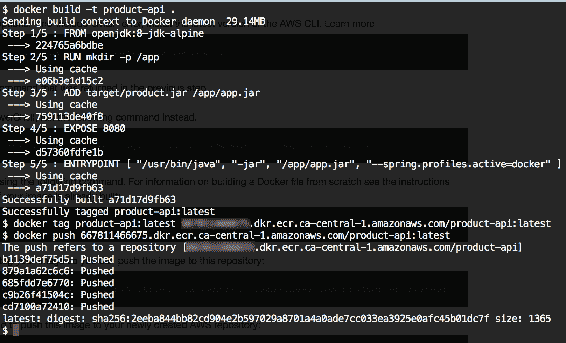 $ docker build -t product-api .
Sending build context to Docker daemon  29.14MB
Step 1/5 : FROM openjdk:8-jdk-alpine
 ---> 224765a6bdbe
Step 2/5 : RUN mkdir -p /app
 ---> Using cache
 ---> e06b3e1d15c2
Step 3/5 : ADD target/product.jar /app/app.jar
 ---> Using cache
 ---> 759113de40f8
Step 4/5 : EXPOSE 8080
 ---> Using cache
 ---> d57360fdfe1b
Step 5/5 : ENTRYPOINT [ "/usr/bin/java", "-jar", "/app/app.jar", "--spring.profiles.active=docker" ]
 ---> Using cache
 ---> a71d17d9fb63
Successfully built a71d17d9fb63
Successfully tagged product-api:latest
$ docker tag product-api:latest .dkr.ecr.ca-central-1.amazonaws.com/product-api:latest
$ docker push 667811466675.dkr.ecr.ca-central-1.amazonaws.com/product-api:latest
The push refers to a repository [.dkr.ecr.ca-central-1.amazonaws.com/product-api]
b1139def75d5: Pushed
879a1a62c6c6: Pushed
685fdd7e6770: Pushed
c9b26f41504c: Pushed
cd7100a72410: Pushed
latest: digest: sha256:2eeba844bb82cd904e2b597029a8701a4a0ade7cc033ea3925e0afc45b01dc7f size: 1365
$